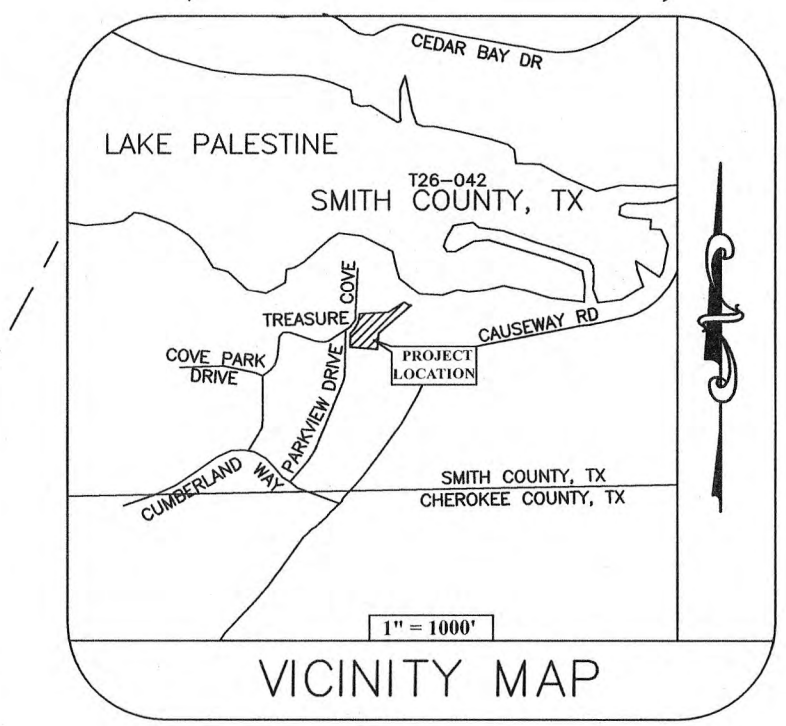 CEDAR BAY DR
LAKE PALESTINE
T26-042
SMITH COUNTY, TX
TREASURE COVE
CAUSEWAY RD
COVE PARK
DRIVE
PROJECT
LOCATION
PARKVIEW DRIVE
CUMBERLAND WAY
SMITH COUNTY, TX
CHEROKEE COUNTY, TX
1" = 1000'
VICINITY MAP